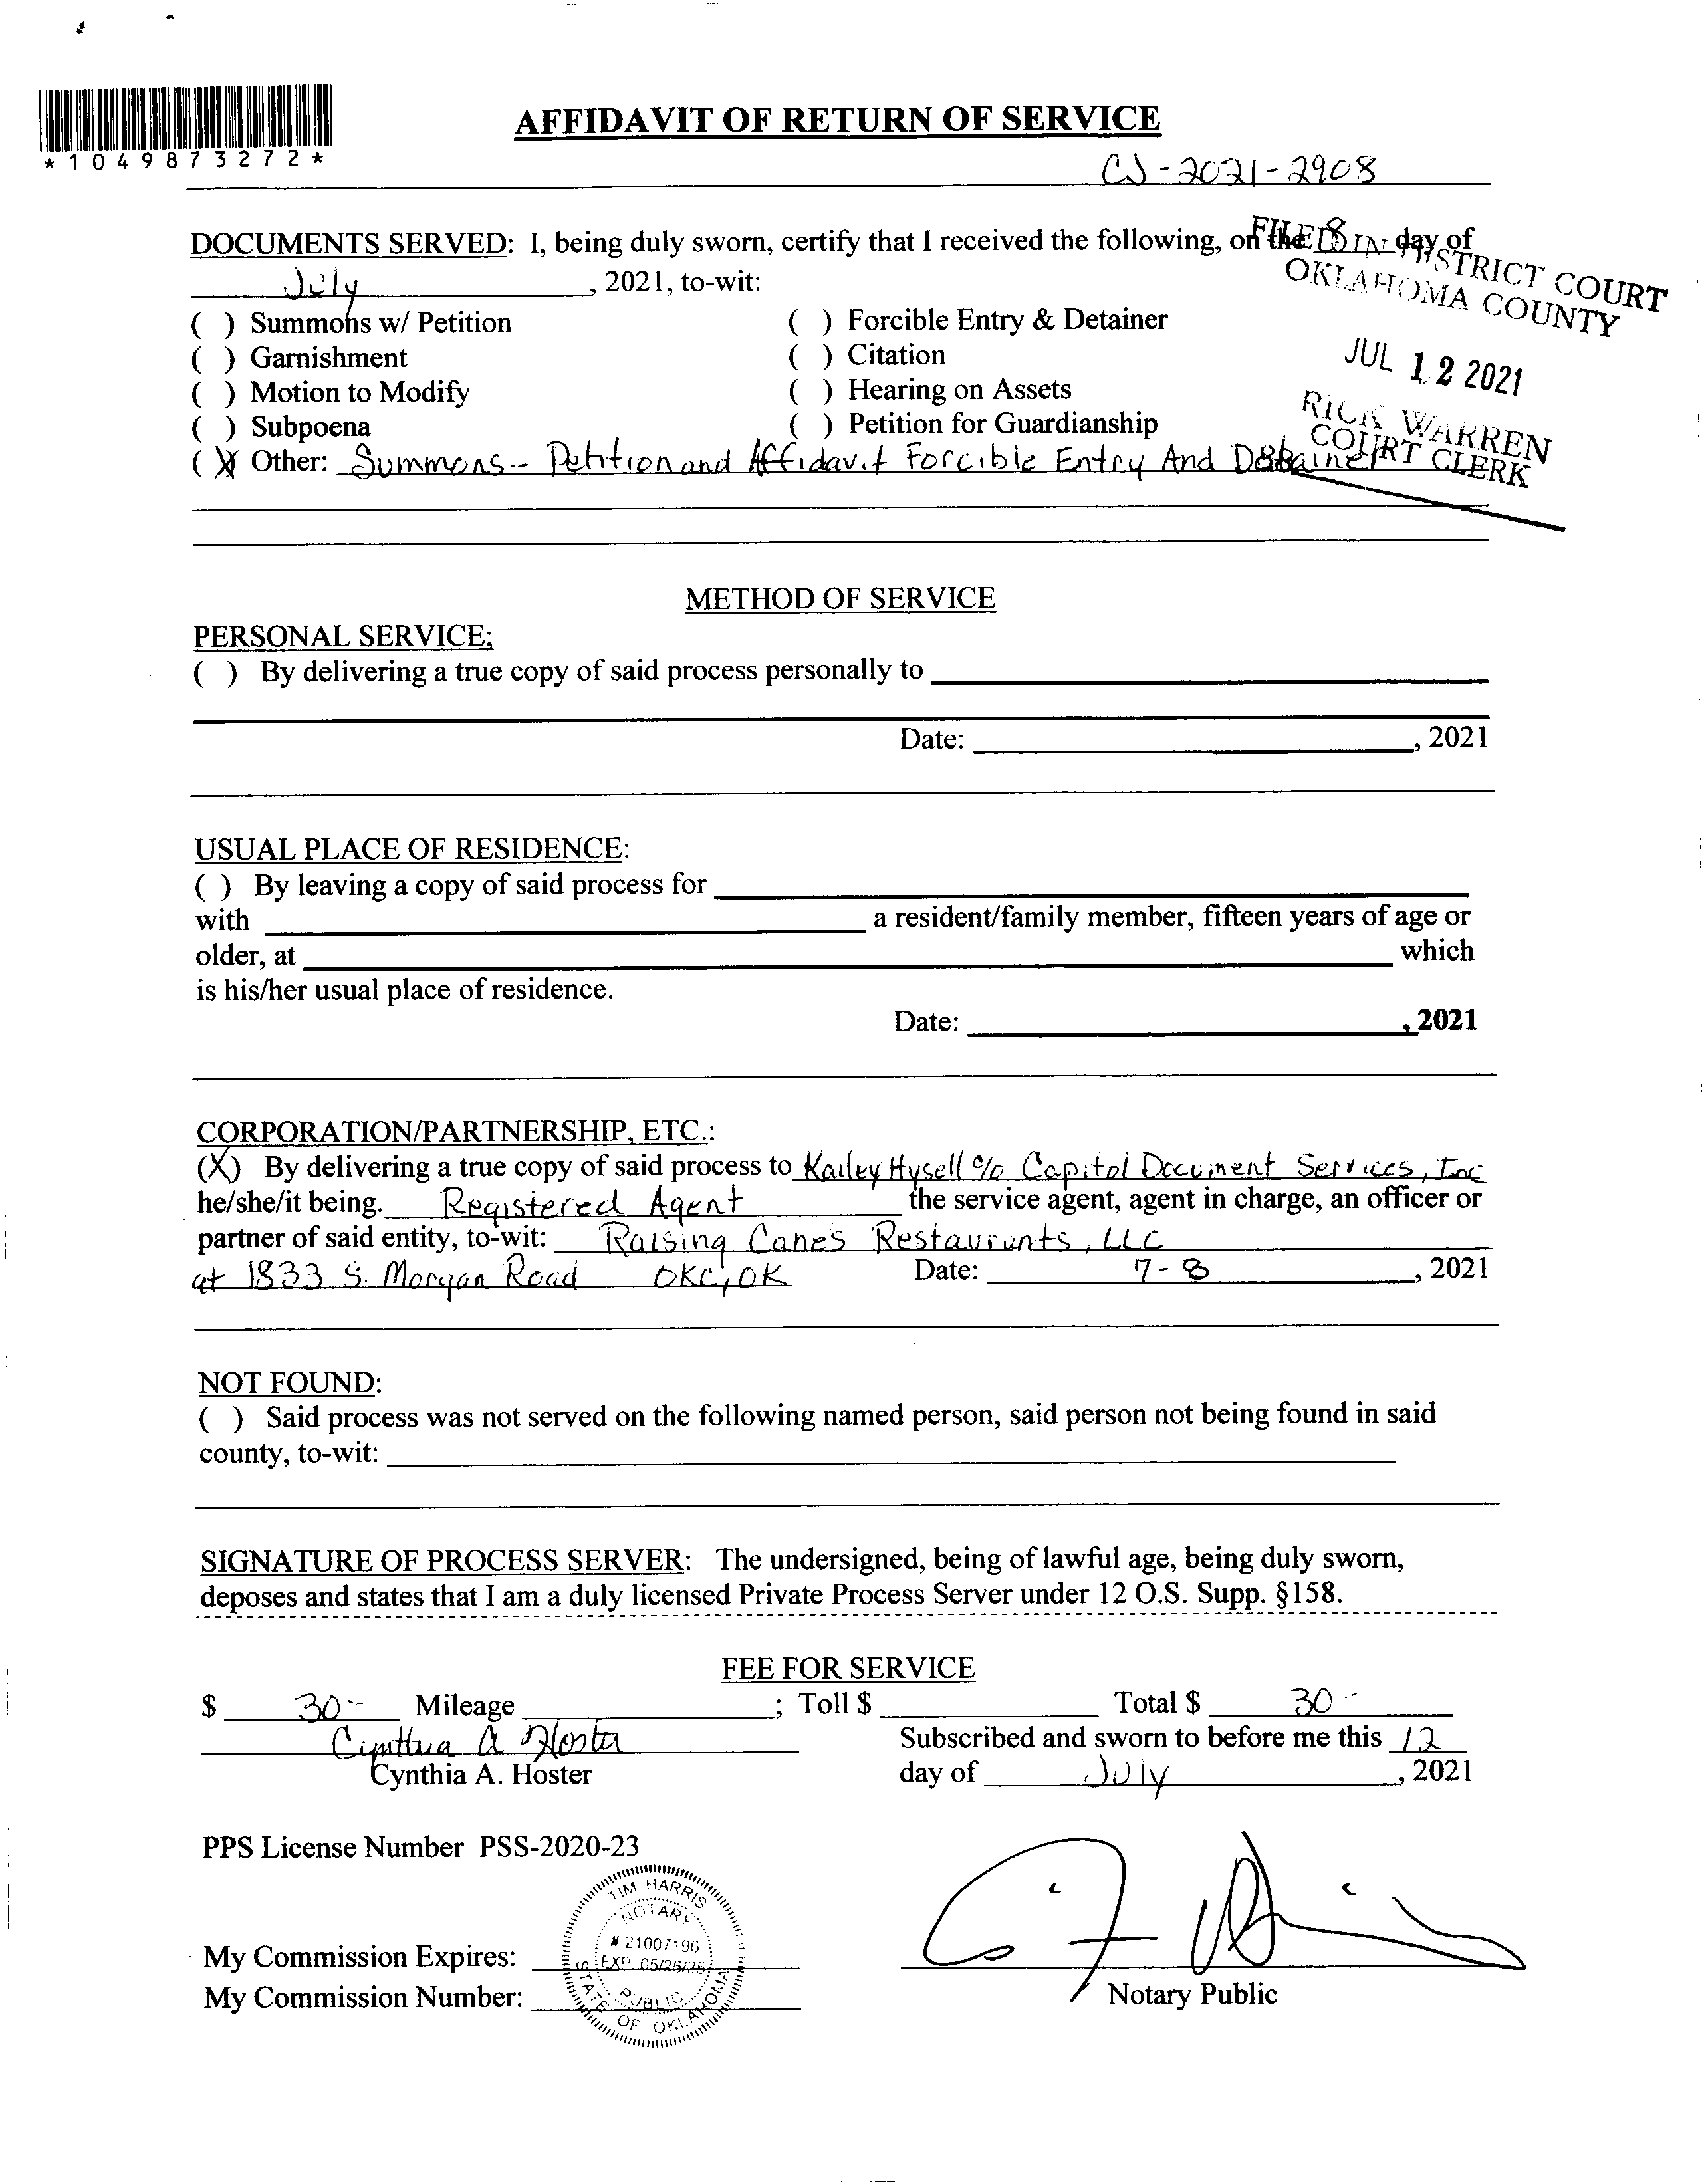 *1049873272*
AFFIDAVIT OF RETURN OF SERVICE
CJ-2021-2908
DOCUMENTS SERVED: I, being duly sworn, certify that I received the following, on the 8 day of
July, 2021, to-wit:
FILED IN DISTRICT COURT
OKLAHOMA COUNTY
JUL 12 2021
RICK WARREN
COURT CLERK
( ) Summons w/ Petition ( ) Forcible Entry & Detainer
( ) Garnishment ( ) Citation
( ) Motion to Modify ( ) Hearing on Assets
( ) Subpoena ( ) Petition for Guardianship
(X) Other: Summons - Petition and Affidavit Forcible Entry And Detainer
METHOD OF SERVICE
PERSONAL SERVICE;
( ) By delivering a true copy of said process personally to
Date: , 2021
USUAL PLACE OF RESIDENCE:
( ) By leaving a copy of said process for
with a resident/family member, fifteen years of age or
older, at which
is his/her usual place of residence.
Date: , 2021
CORPORATION/PARTNERSHIP, ETC.:
(X) By delivering a true copy of said process to Kailey Hysell c/o Capitol Document Services, Inc
he/she/it being. Registered Agent the service agent, agent in charge, an officer or
partner of said entity, to-wit: Raising Cane's Restaurants, LLC
at 1833 S. Morgan Road OKC, OK Date: 7-8, 2021
NOT FOUND:
( ) Said process was not served on the following named person, said person not being found in said
county, to-wit:
SIGNATURE OF PROCESS SERVER: The undersigned, being of lawful age, being duly sworn,
deposes and states that I am a duly licensed Private Process Server under 12 O.S. Supp. §158.
FEE FOR SERVICE
$ 30 -- Mileage ; Toll $ Total $ 30 --
Cynthia A Hoster Subscribed and sworn to before me this 12
Cynthia A. Hoster day of July, 2021
PPS License Number PSS-2020-23
TIM HARRIS
NOTARY
# 21007196
EXP. 05/26/25
PUBLIC
STATE OF OKLAHOMA
My Commission Expires:
My Commission Number:
Notary Public